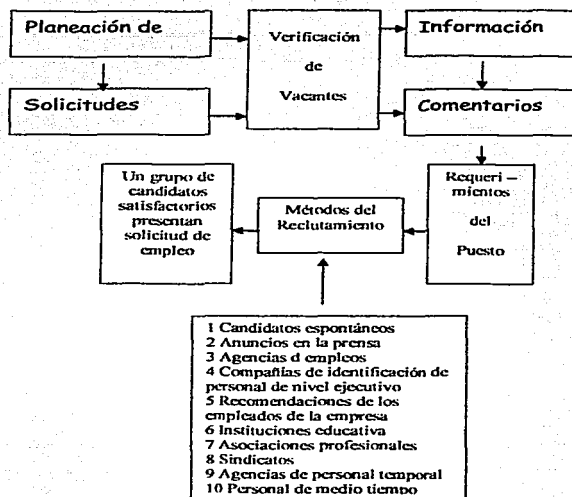 Planeación de
Solicitudes
Verificación
de
Vacantes
Información
Comentarios
Requeri –
mientos
del
Puesto
Métodos del
Reclutamiento
Un grupo de
candidatos
satisfactorios
presentan
solicitud de
empleo
1 Candidatos espontáneos
2 Anuncios en la prensa
3 Agencias d empleos
4 Compañías de identificación de
personal de nivel ejecutivo
5 Recomendaciones de los
empleados de la empresa
6 Instituciones educativa
7 Asociaciones profesionales
8 Sindicatos
9 Agencias de personal temporal
10 Personal de medio tiempo